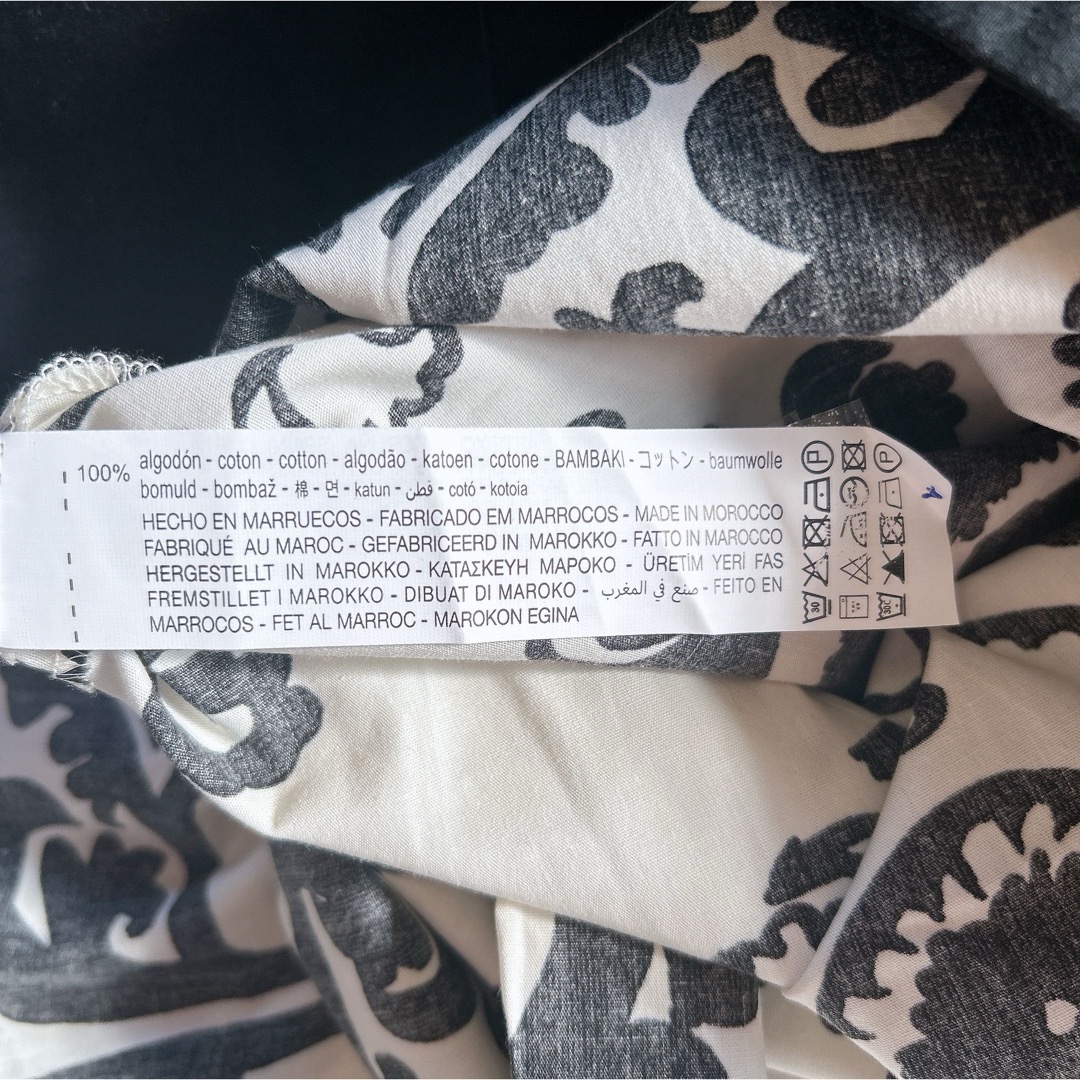 100% algodón - coton - cotton - algodão - katoen - cotone - BAMBAKI - コットン - baumwolle
bomuld - bombaž - 棉 - 면 - katun - قطن - cotó - kotoia
HECHO EN MARRUECOS - FABRICADO EM MARROCOS - MADE IN MOROCCO
FABRIQUÉ AU MAROC - GEFABRICEERD IN MAROKKO - FATTO IN MAROCCO
HERGESTELLT IN MAROKKO - ΚΑΤΑΣΚΕΥΗ ΜΑΡΟΚΟ - ÜRETİM YERİ FAS
FREMSTILLET I MAROKKO - DIBUAT DI MAROKO - صنع في المغرب - FEITO EN
MARROCOS - FET AL MARROC - MAROKON EGINA
P P
30 30C